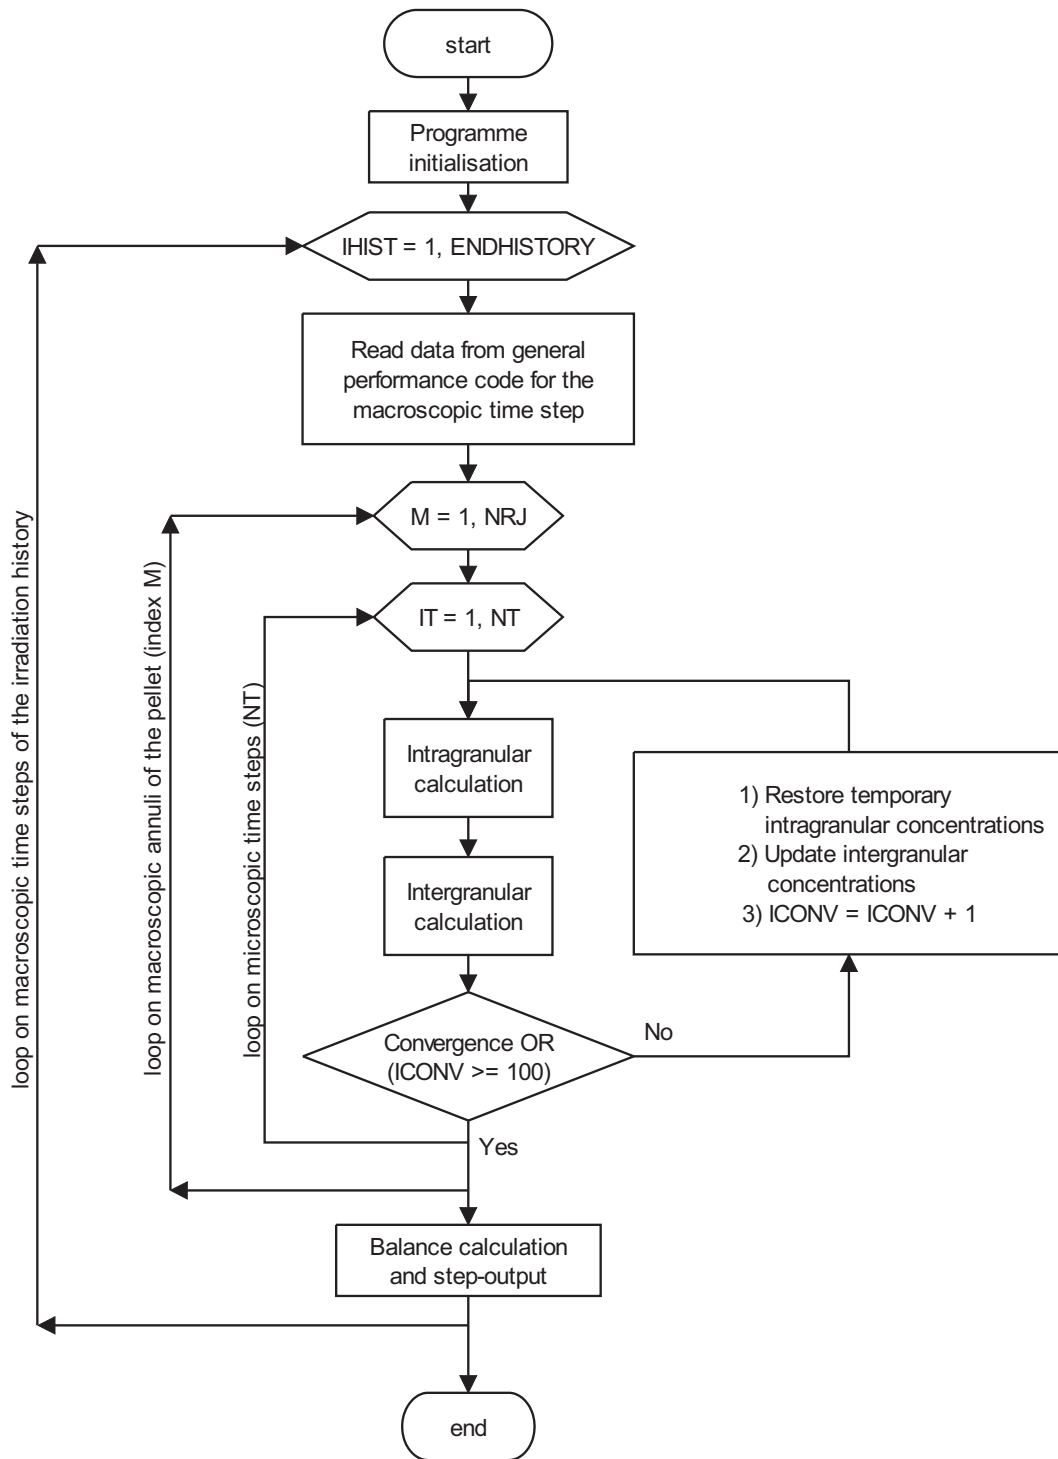 start
Programme
initialisation
IHIST = 1, ENDHISTORY
Read data from general
performance code for the
macroscopic time step
M = 1, NRJ
IT = 1, NT
Intragranular
calculation
Intergranular
calculation
1) Restore temporary
intragranular concentrations
2) Update intergranular
concentrations
3) ICONV = ICONV + 1
Convergence OR
(ICONV >= 100)
No
Yes
Balance calculation
and step-output
end
loop on macroscopic time steps of the irradiation history
loop on macroscopic annuli of the pellet (index M)
loop on microscopic time steps (NT)